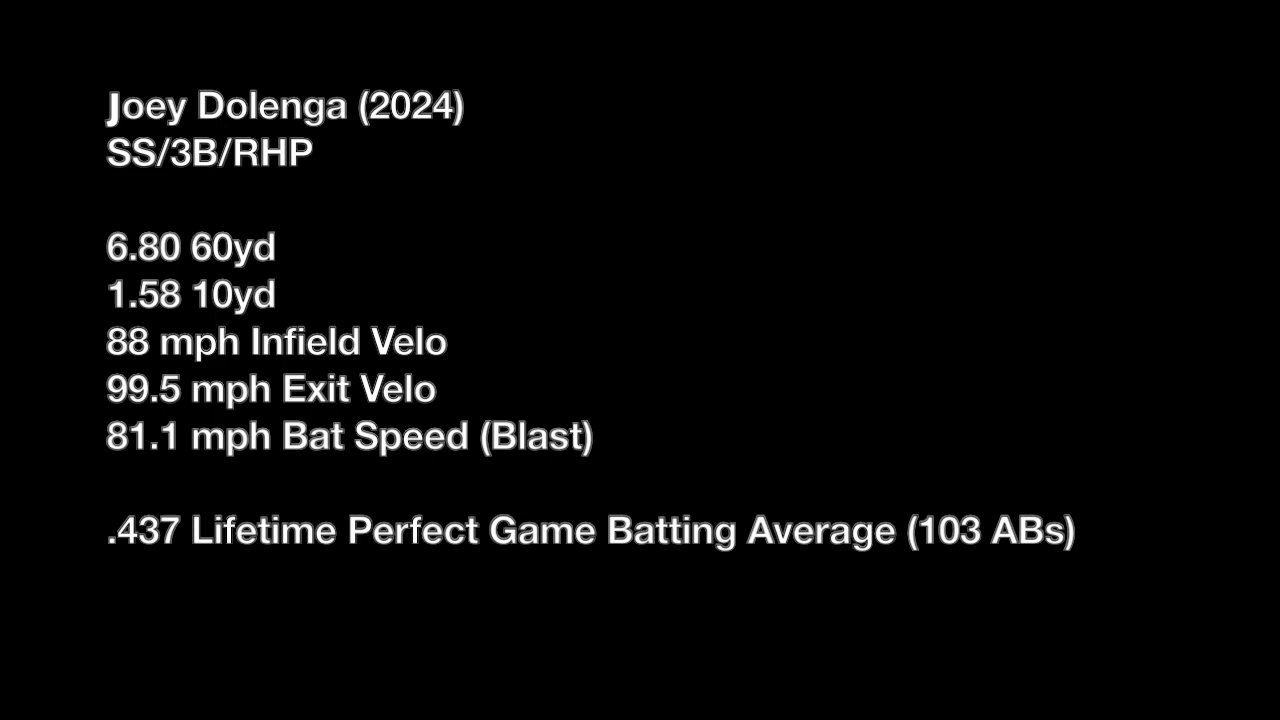 Joey Dolenga (2024)
SS/3B/RHP
6.80 60yd
1.58 10yd
88 mph Infield Velo
99.5 mph Exit Velo
81.1 mph Bat Speed (Blast)
.437 Lifetime Perfect Game Batting Average (103 ABs)